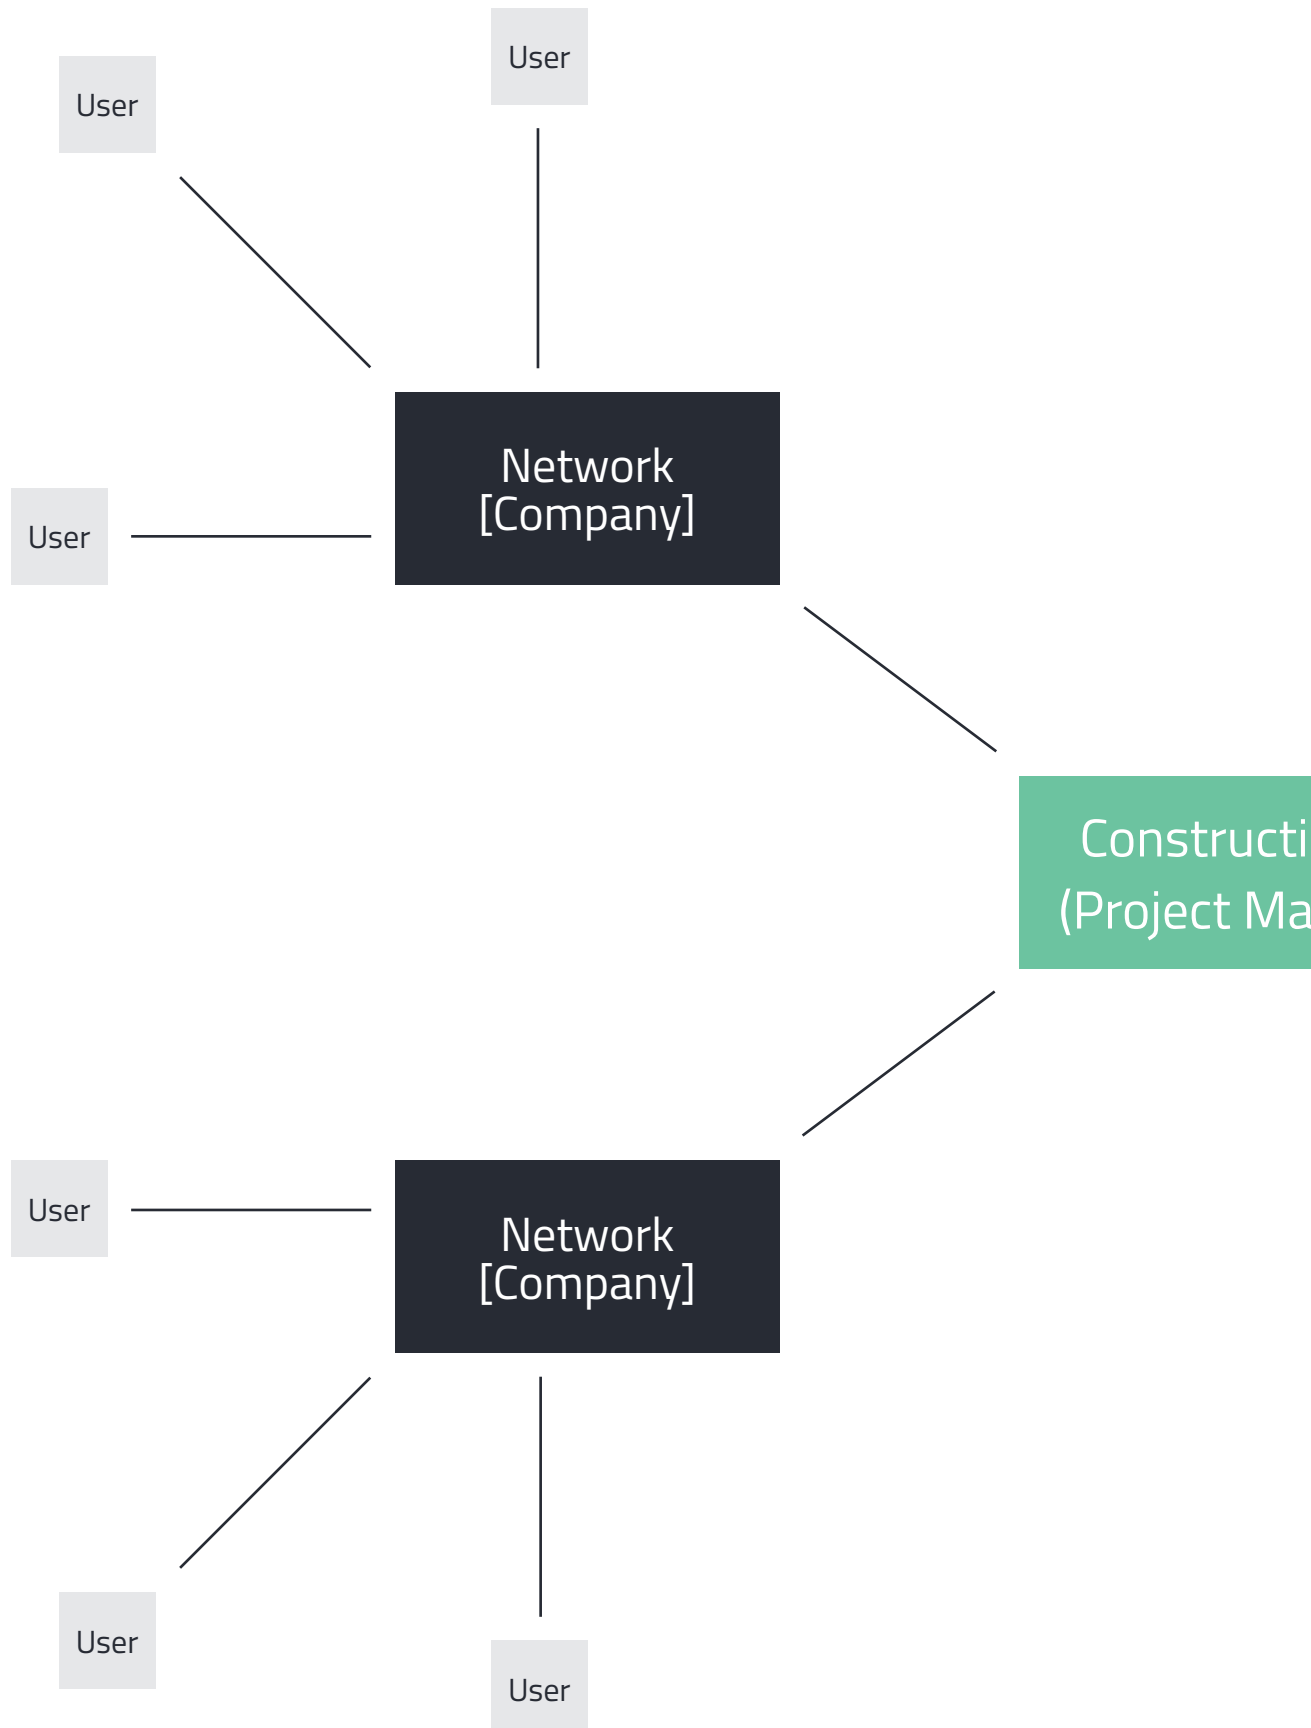 User
User
Network
[Company]
User
Constructi
(Project Ma
User
Network
[Company]
User
User